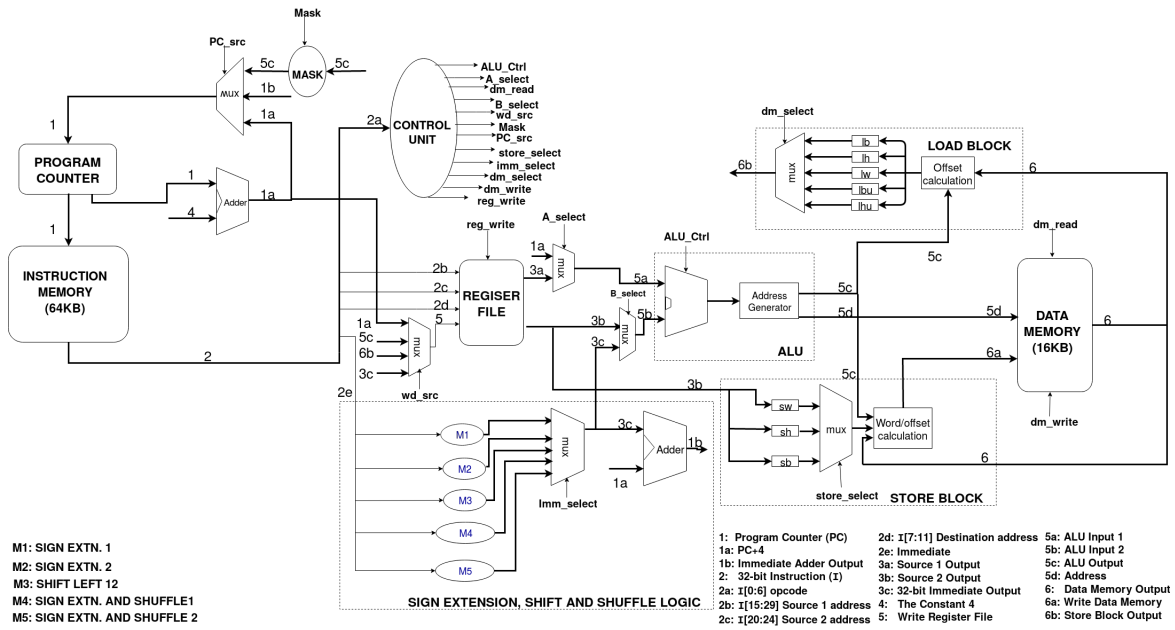 Mask
PC_src
5c
MASK
5c
mux
1b
1a
1
PROGRAM
COUNTER
1
4
Adder
1a
1
INSTRUCTION
MEMORY
(64KB)
2
2a
CONTROL
UNIT
ALU_Ctrl
A_select
dm_read
B_select
wd_src
Mask
PC_src
store_select
imm_select
dm_select
dm_write
reg_write
reg_write
2b
2c
2d
5
REGISER
FILE
1a
5c
6b
3c
mux
wd_src
2e
A_select
1a
3a
mux
B_select
3b
3c
mux
ALU_Ctrl
5a
5b
Address
Generator
ALU
5c
5d
dm_select
6b
mux
lb
lh
lw
lbu
lhu
LOAD BLOCK
Offset
calculation
6
5c
dm_read
5d
DATA
MEMORY
(16KB)
6
6a
dm_write
3b
5c
sw
sh
sb
mux
Word/offset
calculation
6
store_select
STORE BLOCK
M1
M2
M3
M4
M5
mux
Imm_select
3c
1a
Adder
1b
SIGN EXTENSION, SHIFT AND SHUFFLE LOGIC
M1: SIGN EXTN. 1
M2: SIGN EXTN. 2
M3: SHIFT LEFT 12
M4: SIGN EXTN. AND SHUFFLE1
M5: SIGN EXTN. AND SHUFFLE 2
1: Program Counter (PC)
1a: PC+4
1b: Immediate Adder Output
2: 32-bit Instruction (I)
2a: I[0:6] opcode
2b: I[15:29] Source 1 address
2c: I[20:24] Source 2 address
2d: I[7:11] Destination address
2e: Immediate
3a: Source 1 Output
3b: Source 2 Output
3c: 32-bit Immediate Output
4: The Constant 4
5: Write Register File
5a: ALU Input 1
5b: ALU Input 2
5c: ALU Output
5d: Address
6: Data Memory Output
6a: Write Data Memory
6b: Store Block Output